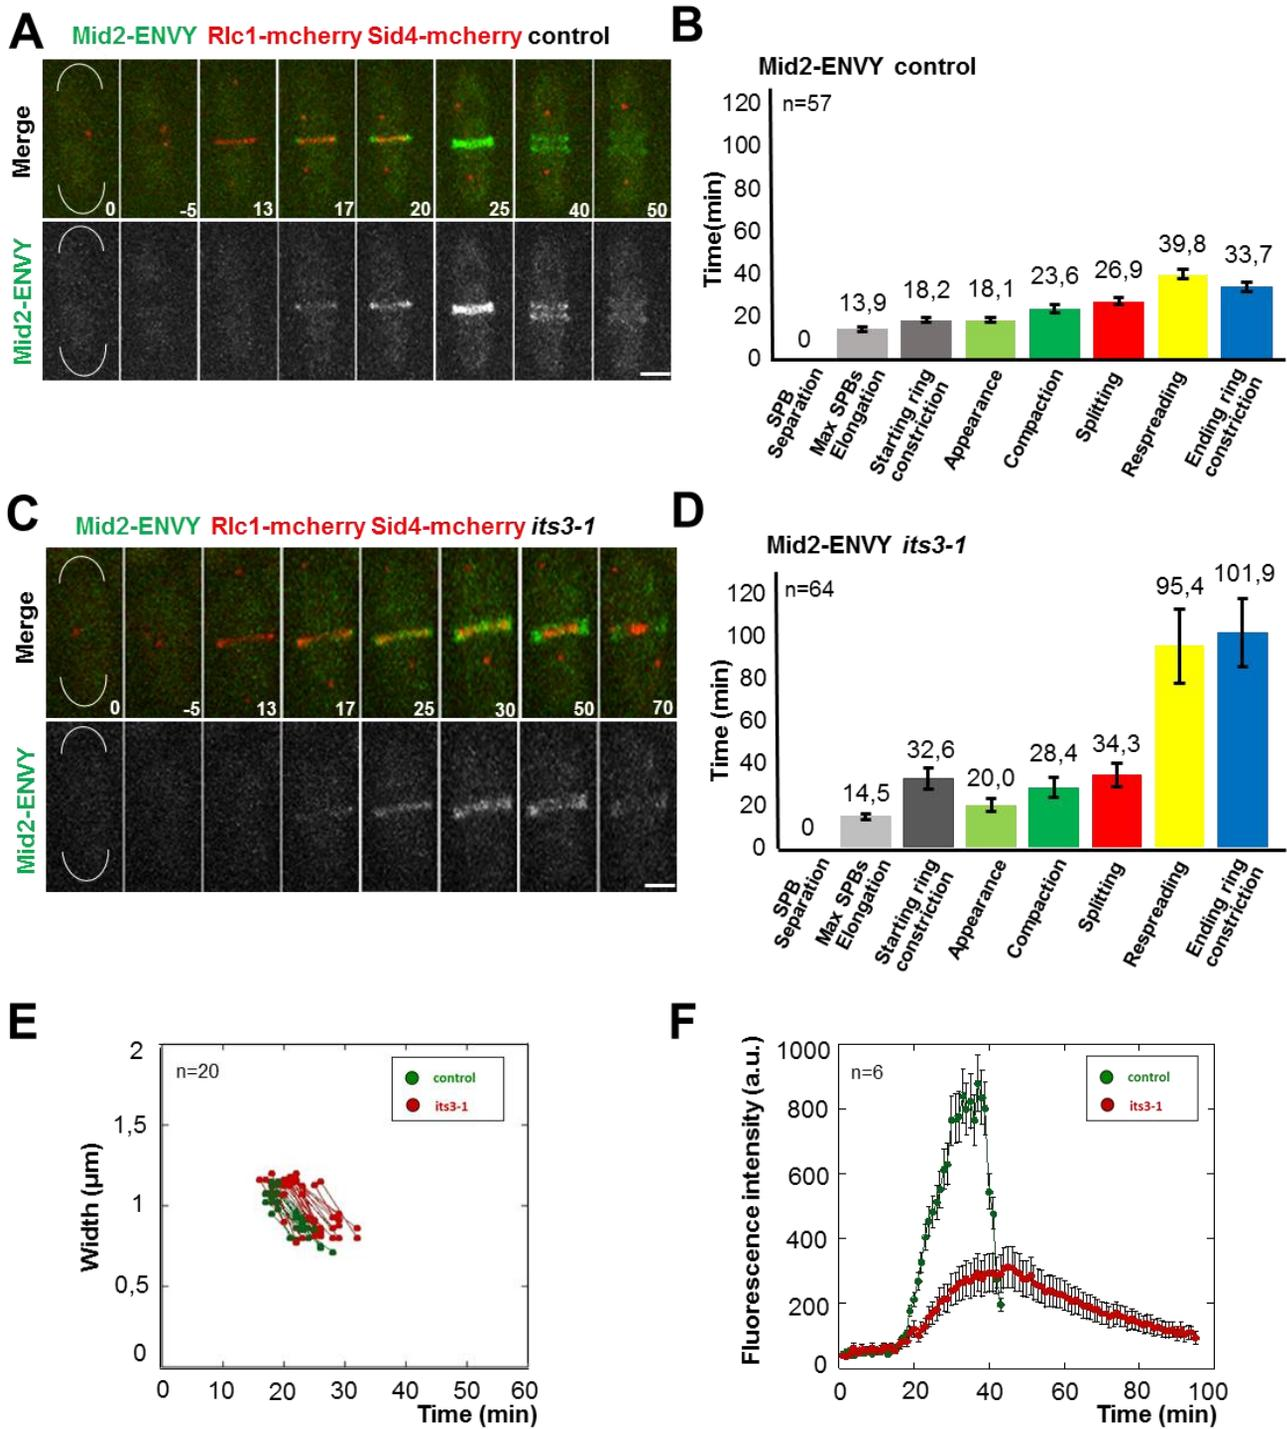 A
Mid2-ENVY Rlc1-mcherry Sid4-mcherry control
Merge
0 -5 13 17 20 25 40 50
Mid2-ENVY
B
Mid2-ENVY control
n=57
Time(min)
120
100
80
60
40
20
0
0
13,9
18,2
18,1
23,6
26,9
39,8
33,7
SPB
Separation
Max SPBs
Elongation
Starting ring
constriction
Appearance
Compaction
Splitting
Respreading
Ending ring
constriction
C
Mid2-ENVY Rlc1-mcherry Sid4-mcherry its3-1
Merge
0 -5 13 17 25 30 50 70
Mid2-ENVY
D
Mid2-ENVY its3-1
n=64
Time (min)
120
100
80
60
40
20
0
0
14,5
32,6
20,0
28,4
34,3
95,4
101,9
SPB
Separation
Max SPBs
Elongation
Starting ring
constriction
Appearance
Compaction
Splitting
Respreading
Ending ring
constriction
E
n=20
control
its3-1
Width (µm)
2
1,5
1
0,5
0
0 10 20 30 40 50 60
Time (min)
F
n=6
control
its3-1
Fluorescence intensity (a.u.)
1000
800
600
400
200
0
0 20 40 60 80 100
Time (min)